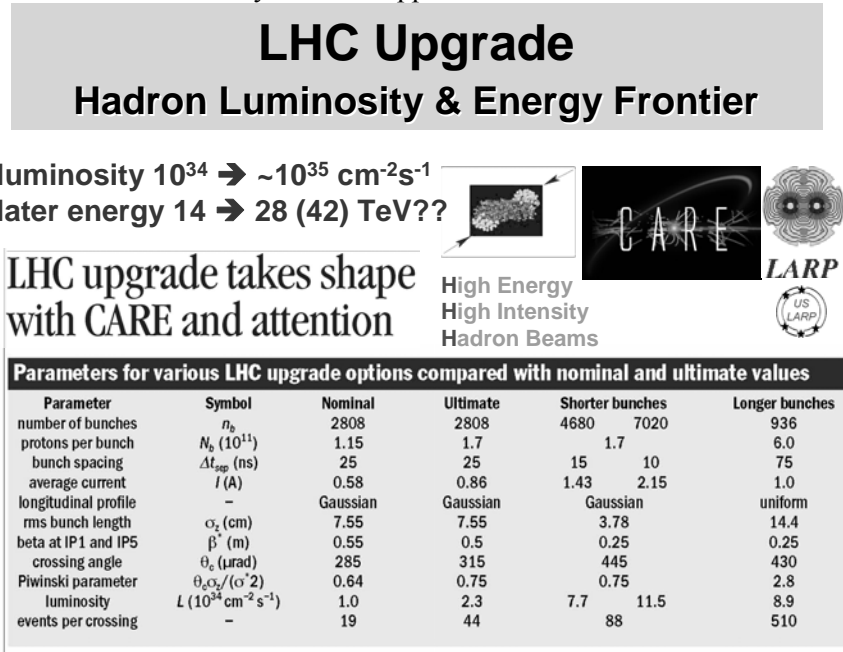 LHC Upgrade
Hadron Luminosity & Energy Frontier
luminosity 10³⁴ ➔ ~10³⁵ cm⁻²s⁻¹
later energy 14 ➔ 28 (42) TeV??
CARE
LARP
US
LARP
LHC upgrade takes shape
with CARE and attention
High Energy
High Intensity
Hadron Beams
Parameters for various LHC upgrade options compared with nominal and ultimate values
Parameter Symbol Nominal Ultimate Shorter bunches Longer bunches
number of bunches n_b 2808 2808 4680 7020 936
protons per bunch N_b (10¹¹) 1.15 1.7 1.7 6.0
bunch spacing Δt_sep (ns) 25 25 15 10 75
average current I (A) 0.58 0.86 1.43 2.15 1.0
longitudinal profile – Gaussian Gaussian Gaussian uniform
rms bunch length σ_z (cm) 7.55 7.55 3.78 14.4
beta at IP1 and IP5 β* (m) 0.55 0.5 0.25 0.25
crossing angle θ_c (μrad) 285 315 445 430
Piwinski parameter θ_cσ_z/(σ*2) 0.64 0.75 0.75 2.8
luminosity L (10³⁴ cm⁻² s⁻¹) 1.0 2.3 7.7 11.5 8.9
events per crossing – 19 44 88 510